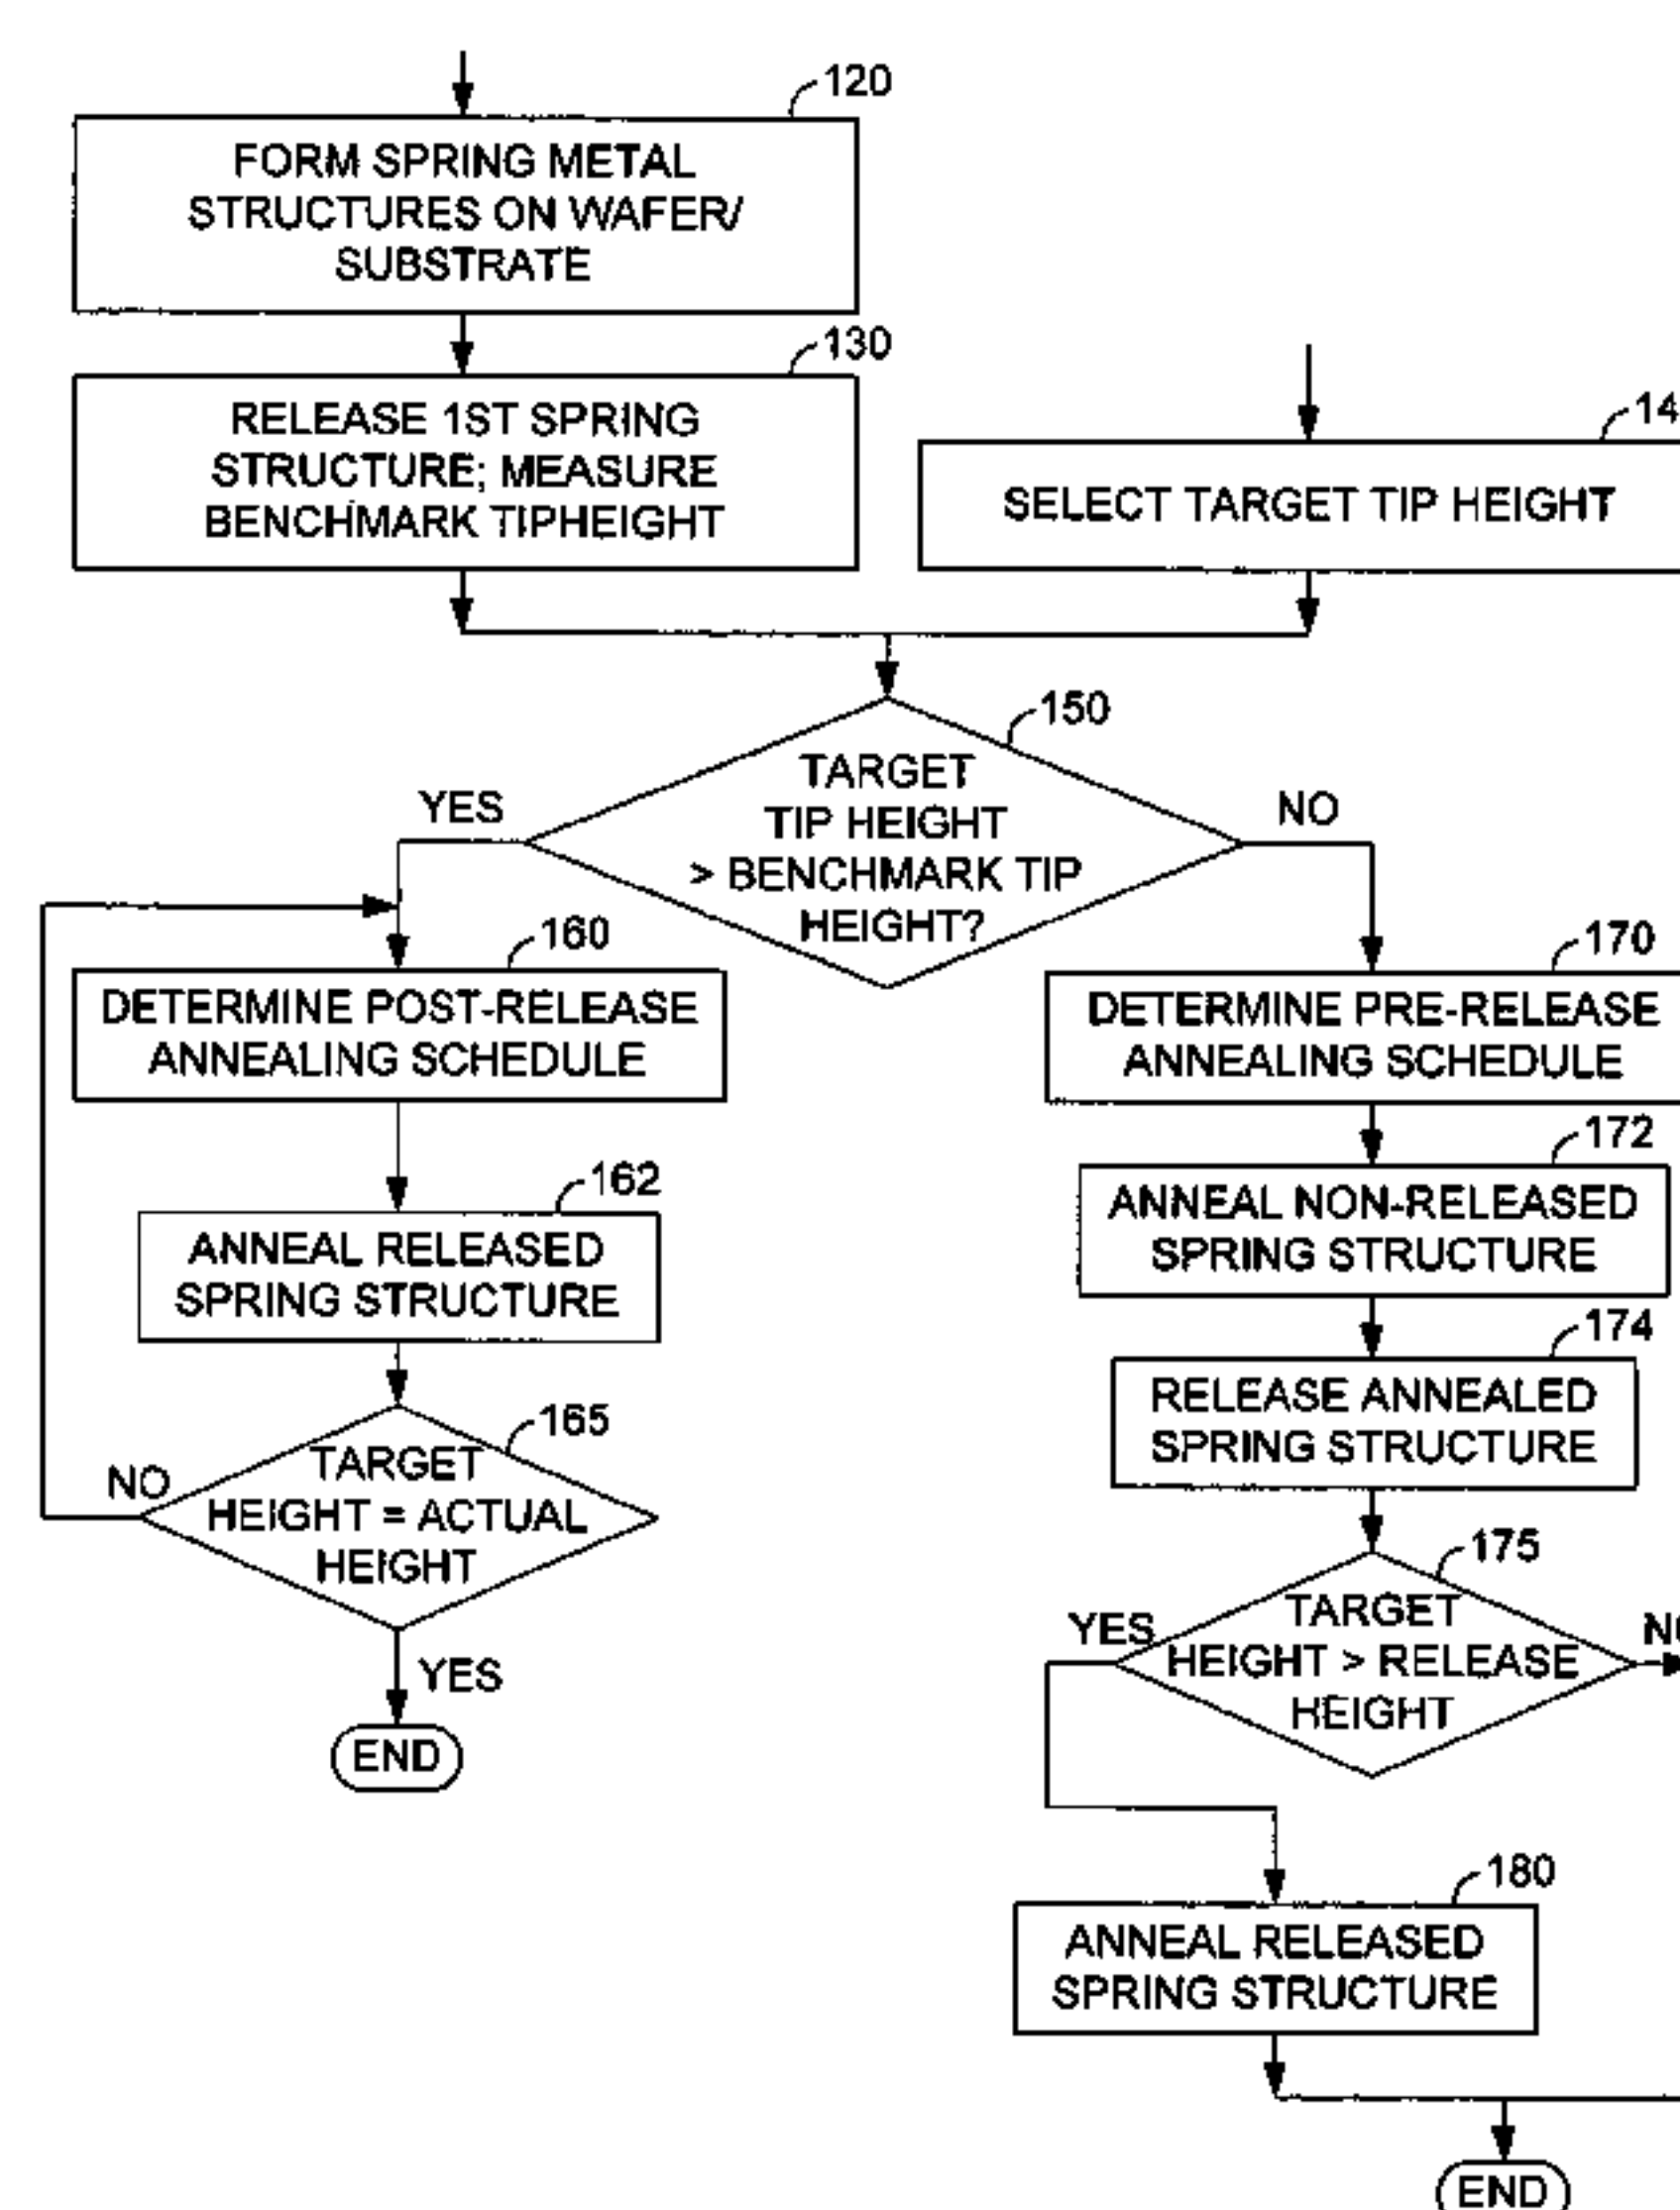 120
FORM SPRING METAL
STRUCTURES ON WAFER/
SUBSTRATE
130
RELEASE 1ST SPRING
STRUCTURE; MEASURE
BENCHMARK TIPHEIGHT
14
SELECT TARGET TIP HEIGHT
150
TARGET
TIP HEIGHT
> BENCHMARK TIP
HEIGHT?
YES
NO
160
DETERMINE POST-RELEASE
ANNEALING SCHEDULE
162
ANNEAL RELEASED
SPRING STRUCTURE
165
TARGET
HEIGHT = ACTUAL
HEIGHT
NO
YES
END
170
DETERMINE PRE-RELEASE
ANNEALING SCHEDULE
172
ANNEAL NON-RELEASED
SPRING STRUCTURE
174
RELEASE ANNEALED
SPRING STRUCTURE
175
TARGET
HEIGHT > RELEASE
HEIGHT
YES
180
ANNEAL RELEASED
SPRING STRUCTURE
END